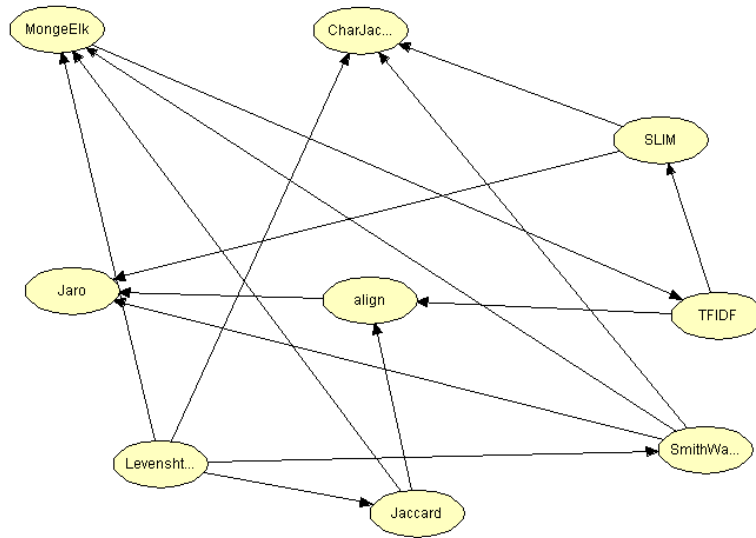 MongeElk
CharJac...
SLIM
Jaro
align
TFIDF
Levensht...
SmithWa...
Jaccard